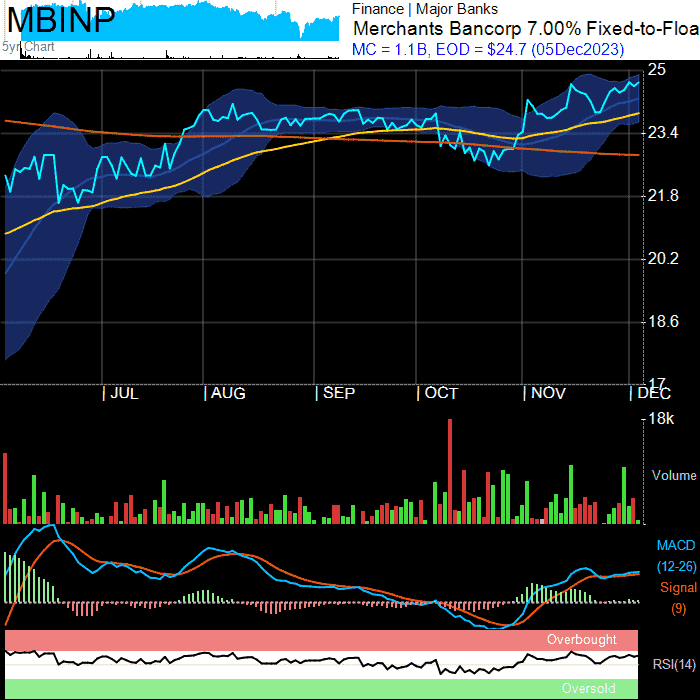 MBINP
5yr Chart
Finance | Major Banks
Merchants Bancorp 7.00% Fixed-to-Floa
MC = 1.1B, EOD = $24.7 (05Dec2023)
25
23.4
21.8
20.2
18.6
17
JUL AUG SEP OCT NOV DEC
18k
Volume
MACD
(12-26)
Signal
(9)
Overbought
RSI(14)
Oversold